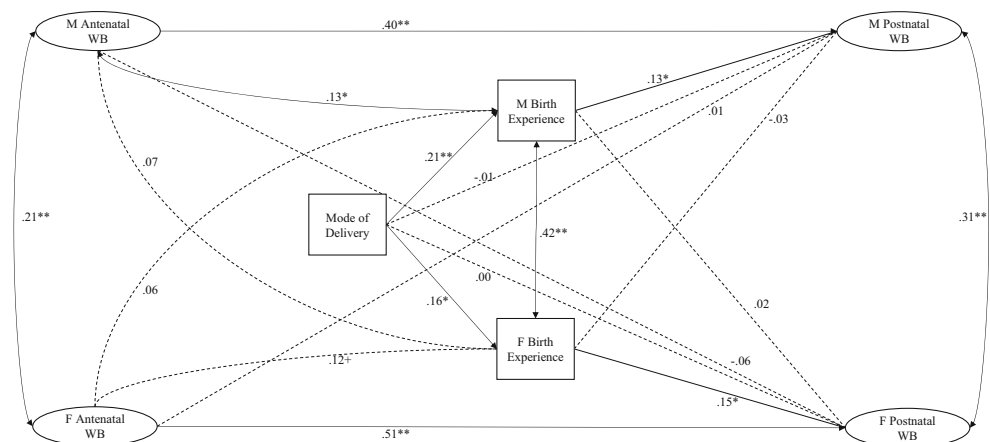 M Antenatal
WB
.40**
M Postnatal
WB
.13*
M Birth
Experience
.13*
.01
-.03
.07
.21**
-.01
.21**
Mode of
Delivery
.42**
.31**
.06
.00
.16*
.02
F Birth
Experience
.12+
-.06
.15*
F Antenatal
WB
.51**
F Postnatal
WB